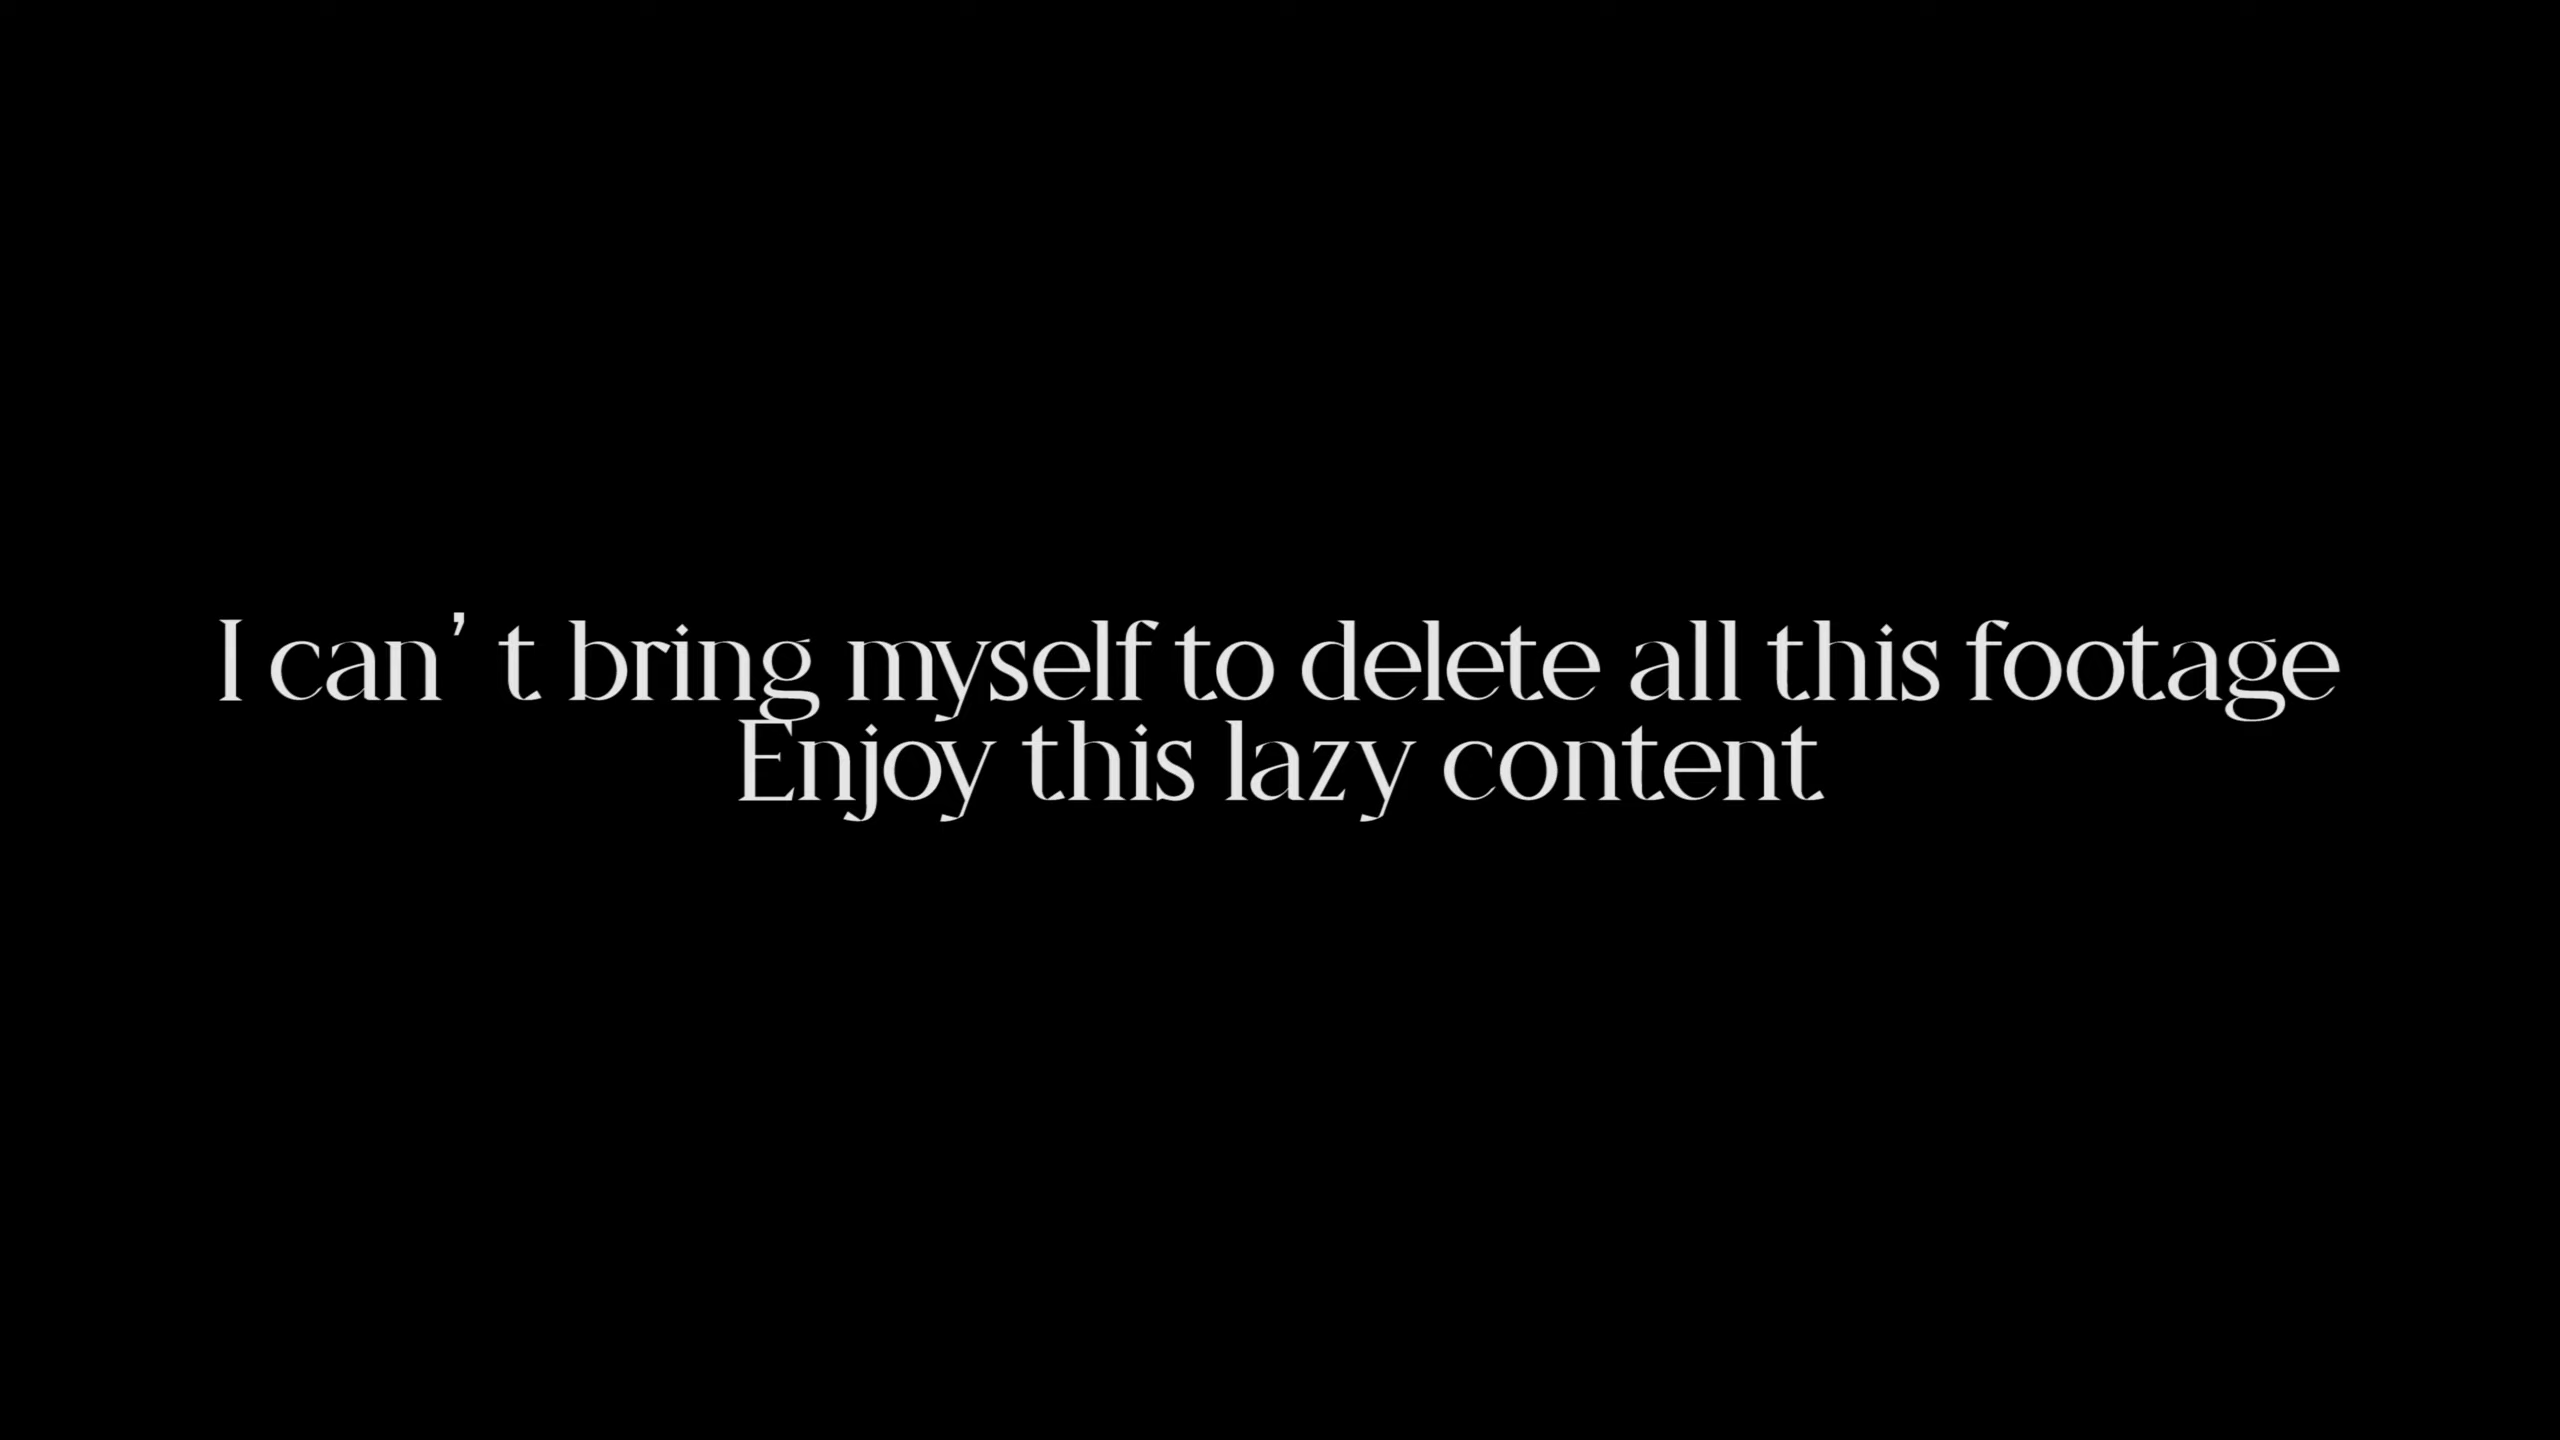 I can’t bring myself to delete all this footage
Enjoy this lazy content